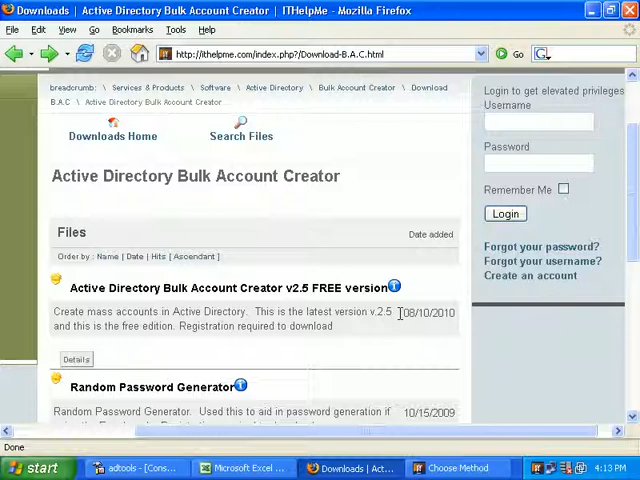 Downloads | Active Directory Bulk Account Creator | ITHelpMe - Mozilla Firefox
File Edit View Go Bookmarks Tools Help
http://ithelpme.com/index.php?/Download-B.A.C.html
breadcrumb: \ Services & Products \ Software \ Active Directory \ Bulk Account Creator \ Download
B.A.C \ Active Directory Bulk Account Creator
Downloads Home
Search Files
Active Directory Bulk Account Creator
Files
Date added
Order by : Name | Date | Hits [ Ascendant ]
Active Directory Bulk Account Creator v2.5 FREE version
Create mass accounts in Active Directory. This is the latest version v.2.5
08/10/2010
and this is the free edition. Registration required to download
Details
Random Password Generator
Random Password Generator. Used this to aid in password generation if
10/15/2009
Login to get elevated privileges
Username
Password
Remember Me
Login
Forgot your password?
Forgot your username?
Create an account
Done
start
adtools - [Cons...
Microsoft Excel ...
Downloads | Act...
Choose Method
4:13 PM